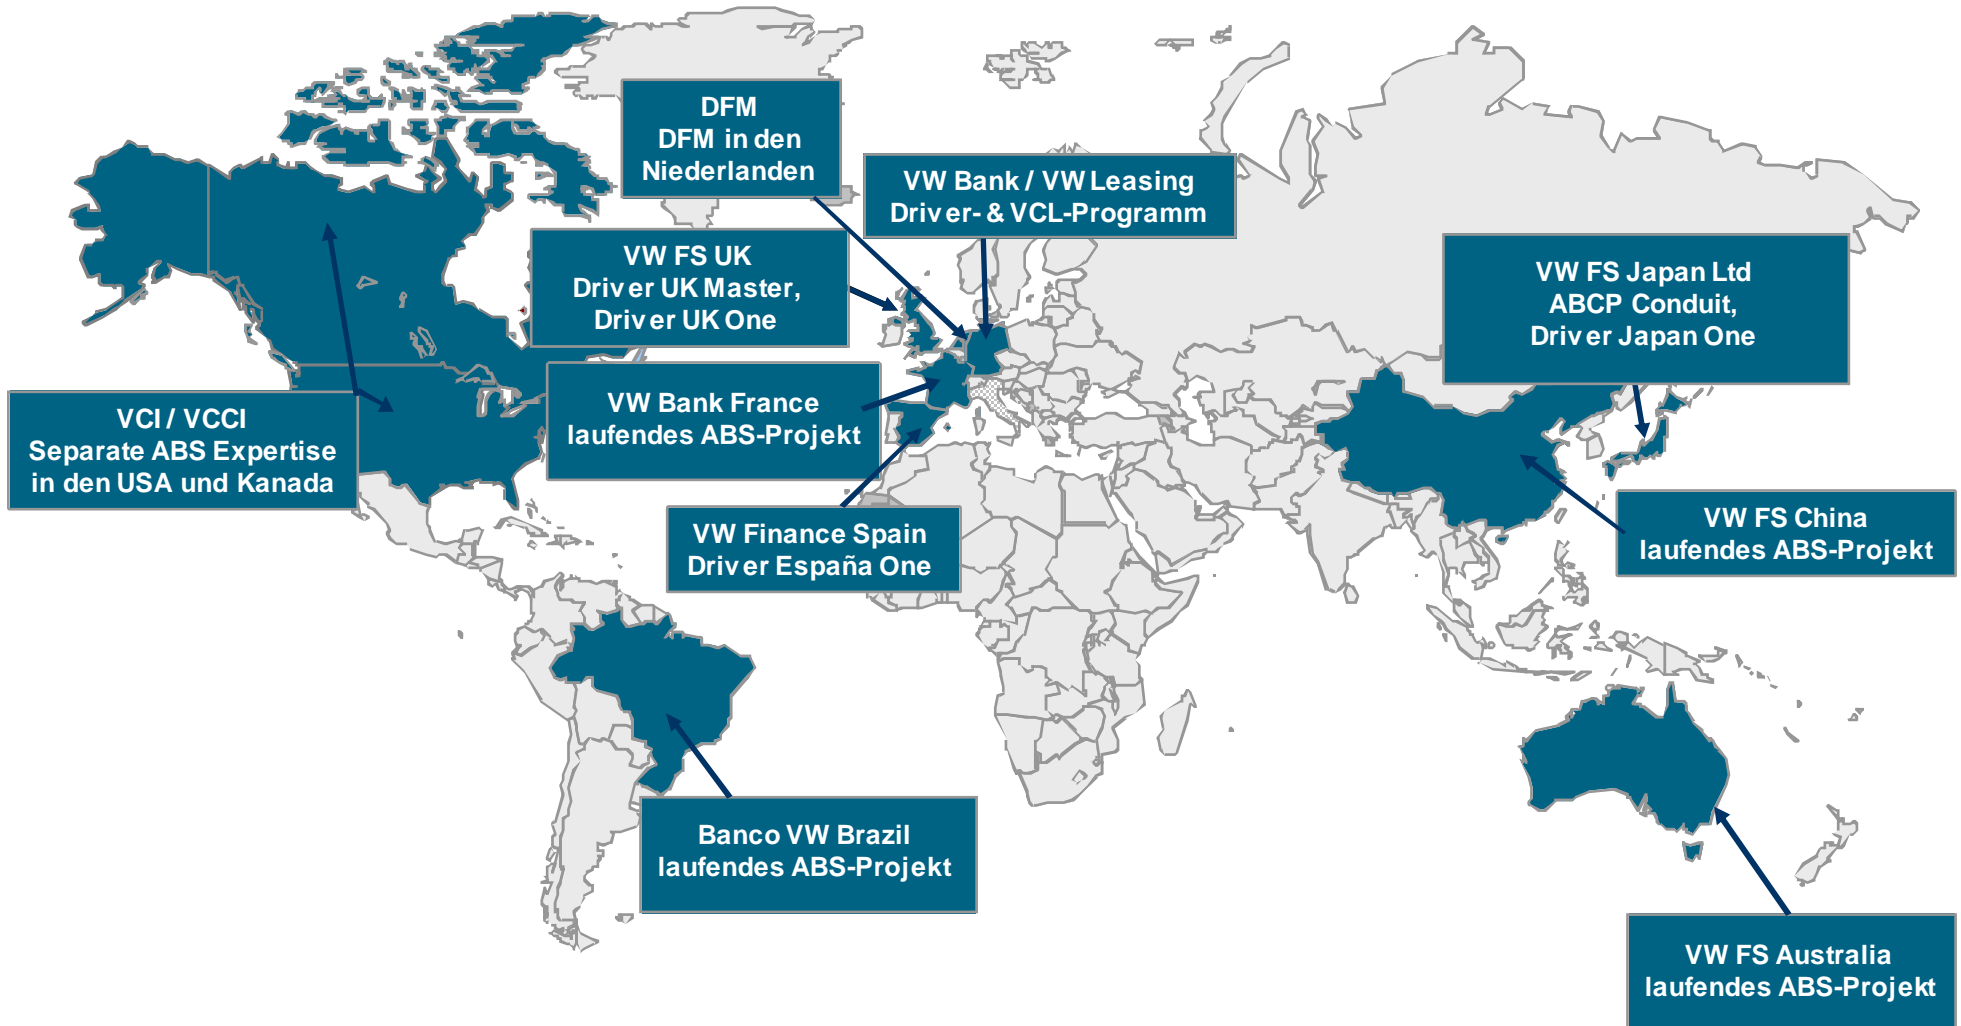 DFM
DFM in den
Niederlanden
VW Bank / VW Leasing
Driver- & VCL-Programm
VW FS UK
Driver UK Master,
Driver UK One
VW FS Japan Ltd
ABCP Conduit,
Driver Japan One
VCI / VCCI
Separate ABS Expertise
in den USA und Kanada
VW Bank France
laufendes ABS-Projekt
VW Finance Spain
Driver España One
VW FS China
laufendes ABS-Projekt
Banco VW Brazil
laufendes ABS-Projekt
VW FS Australia
laufendes ABS-Projekt